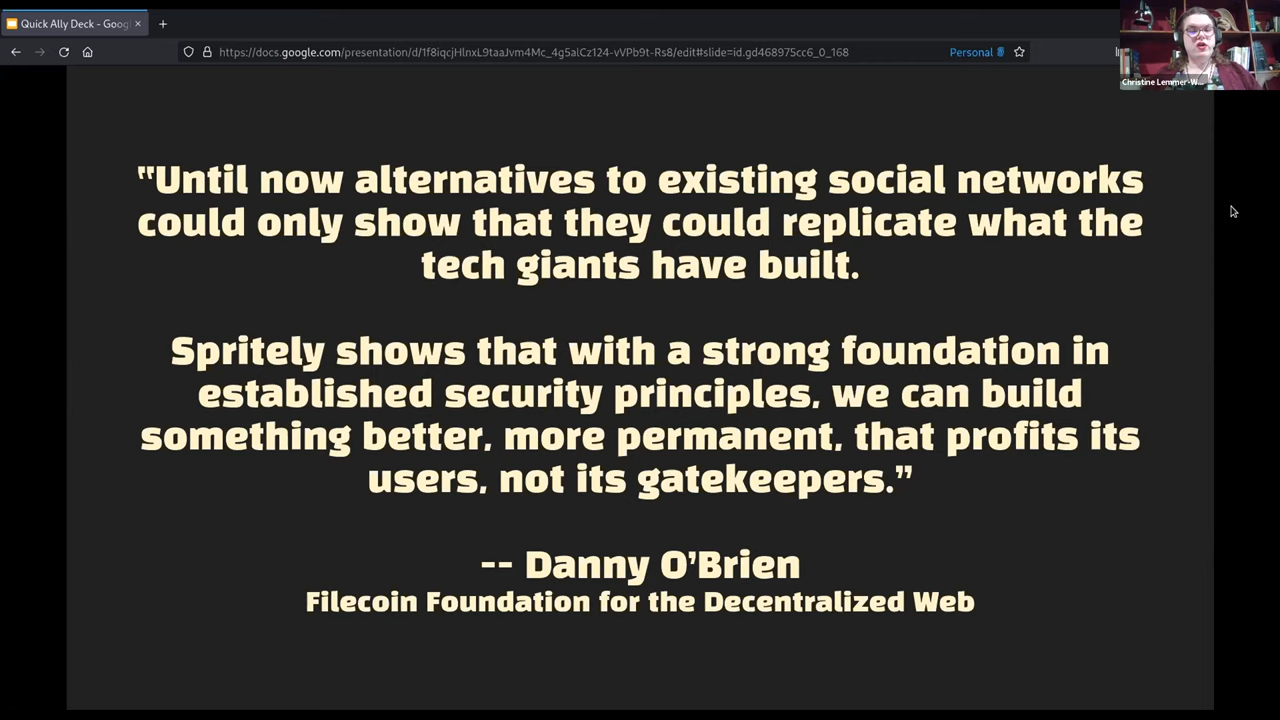 Quick Ally Deck - Goog
https://docs.google.com/presentation/d/1f8iqcjHlnxL9taaJvm4Mc_4g5alCz124-vVPb9t-Rs8/edit#slide=id.gd468975cc6_0_168
Personal
Christine Lemmer-W...
"Until now alternatives to existing social networks
could only show that they could replicate what the
tech giants have built.
Spritely shows that with a strong foundation in
established security principles, we can build
something better, more permanent, that profits its
users, not its gatekeepers.”
-- Danny O’Brien
Filecoin Foundation for the Decentralized Web